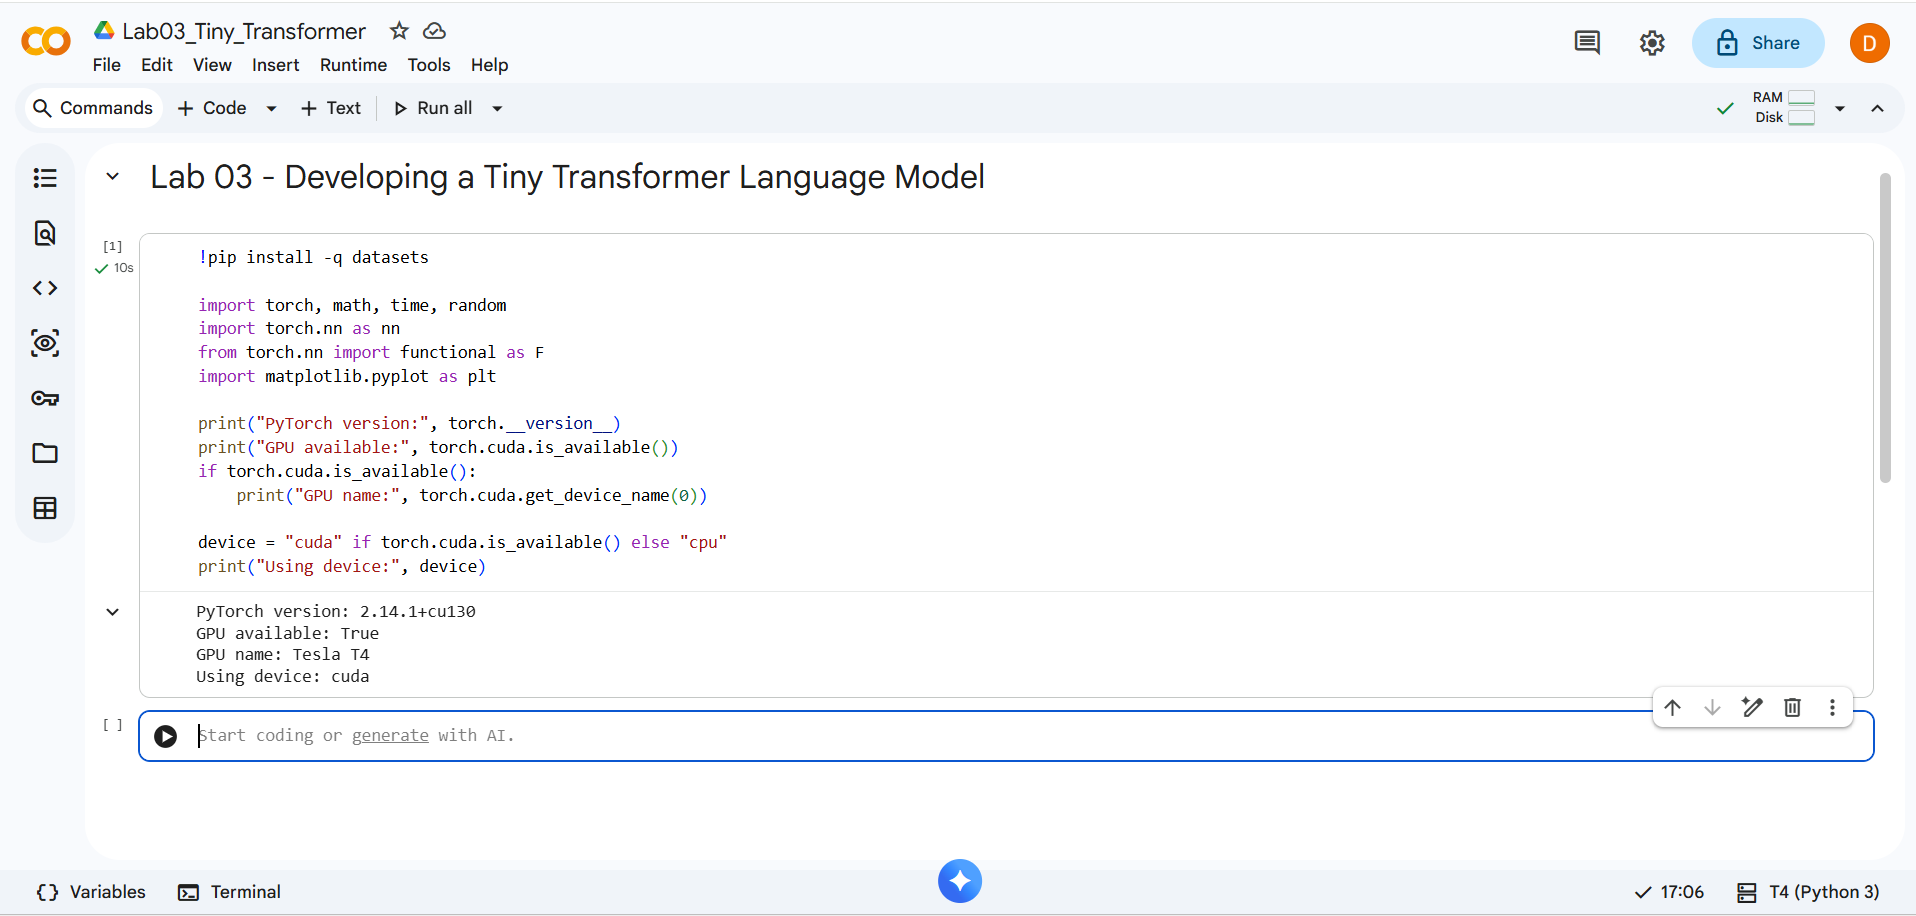 Lab03_Tiny_Transformer
File Edit View Insert Runtime Tools Help
Share
D
Commands + Code + Text Run all
RAM
Disk
Lab 03 - Developing a Tiny Transformer Language Model
[1]
10s
!pip install -q datasets
import torch, math, time, random
import torch.nn as nn
from torch.nn import functional as F
import matplotlib.pyplot as plt
print("PyTorch version:", torch.__version__)
print("GPU available:", torch.cuda.is_available())
if torch.cuda.is_available():
    print("GPU name:", torch.cuda.get_device_name(0))
device = "cuda" if torch.cuda.is_available() else "cpu"
print("Using device:", device)
PyTorch version: 2.14.1+cu130
GPU available: True
GPU name: Tesla T4
Using device: cuda
[ ]
Start coding or generate with AI.
{} Variables Terminal
17:06 T4 (Python 3)